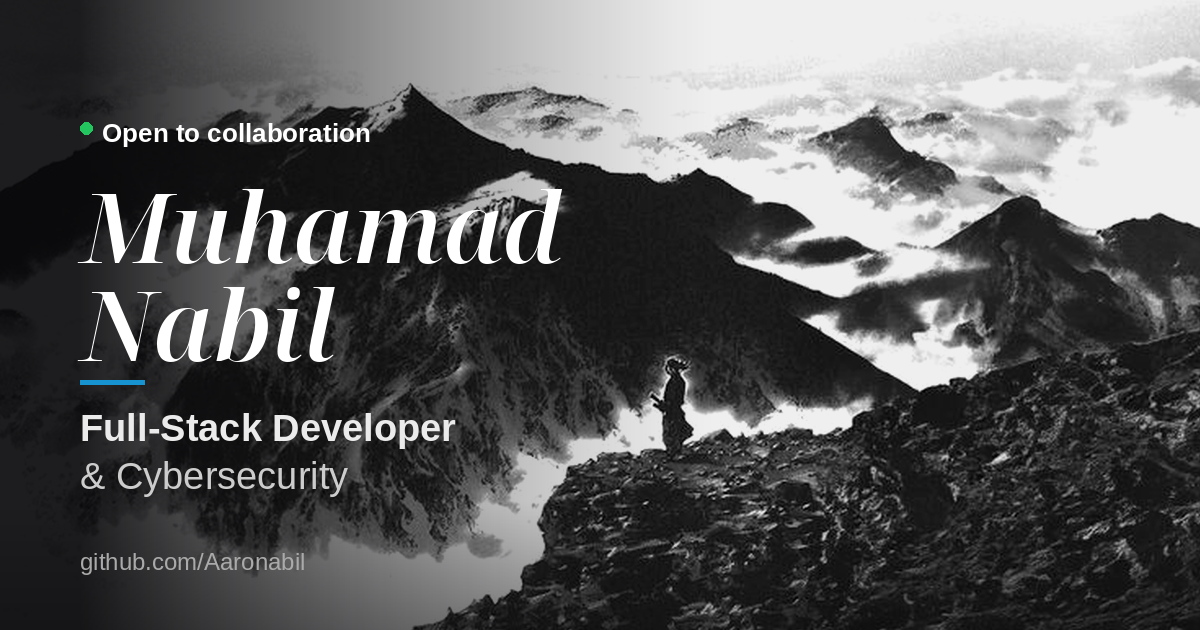 Open to collaboration
Muhamad
Nabil
Full-Stack Developer
& Cybersecurity
github.com/Aaronabil